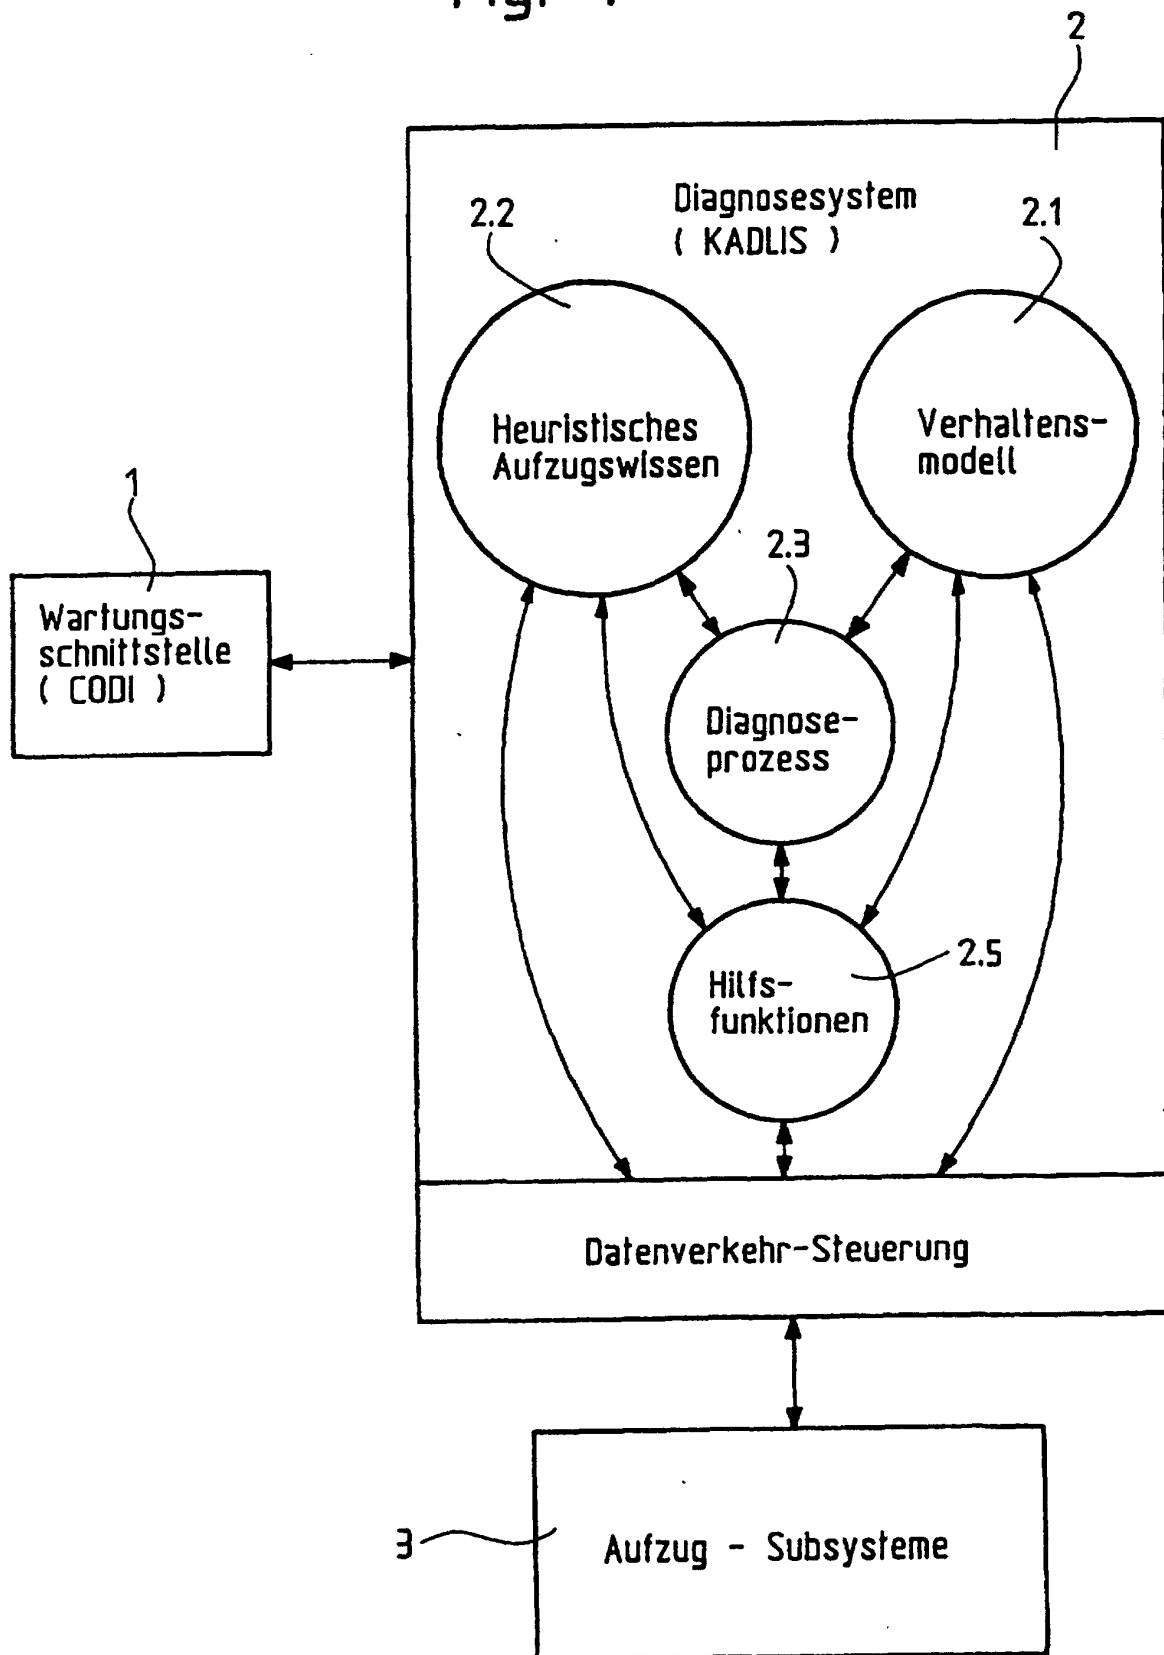 2
Diagnosesystem
( KADLIS )
2.2
2.1
Heuristisches
Aufzugswissen
Verhaltens-
modell
1
2.3
Wartungs-
schnittstelle
( CODI )
Diagnose-
prozess
2.5
Hilfs-
funktionen
Datenverkehr-Steuerung
3
Aufzug - Subsysteme